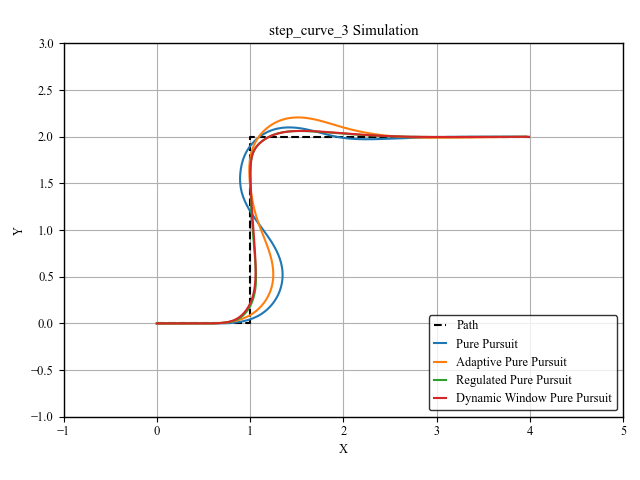 step_curve_3 Simulation
3.0
2.5
2.0
1.5
1.0
0.5
0.0
−0.5
−1.0
Y
−1
0
1
2
3
4
5
X
Path
Pure Pursuit
Adaptive Pure Pursuit
Regulated Pure Pursuit
Dynamic Window Pure Pursuit